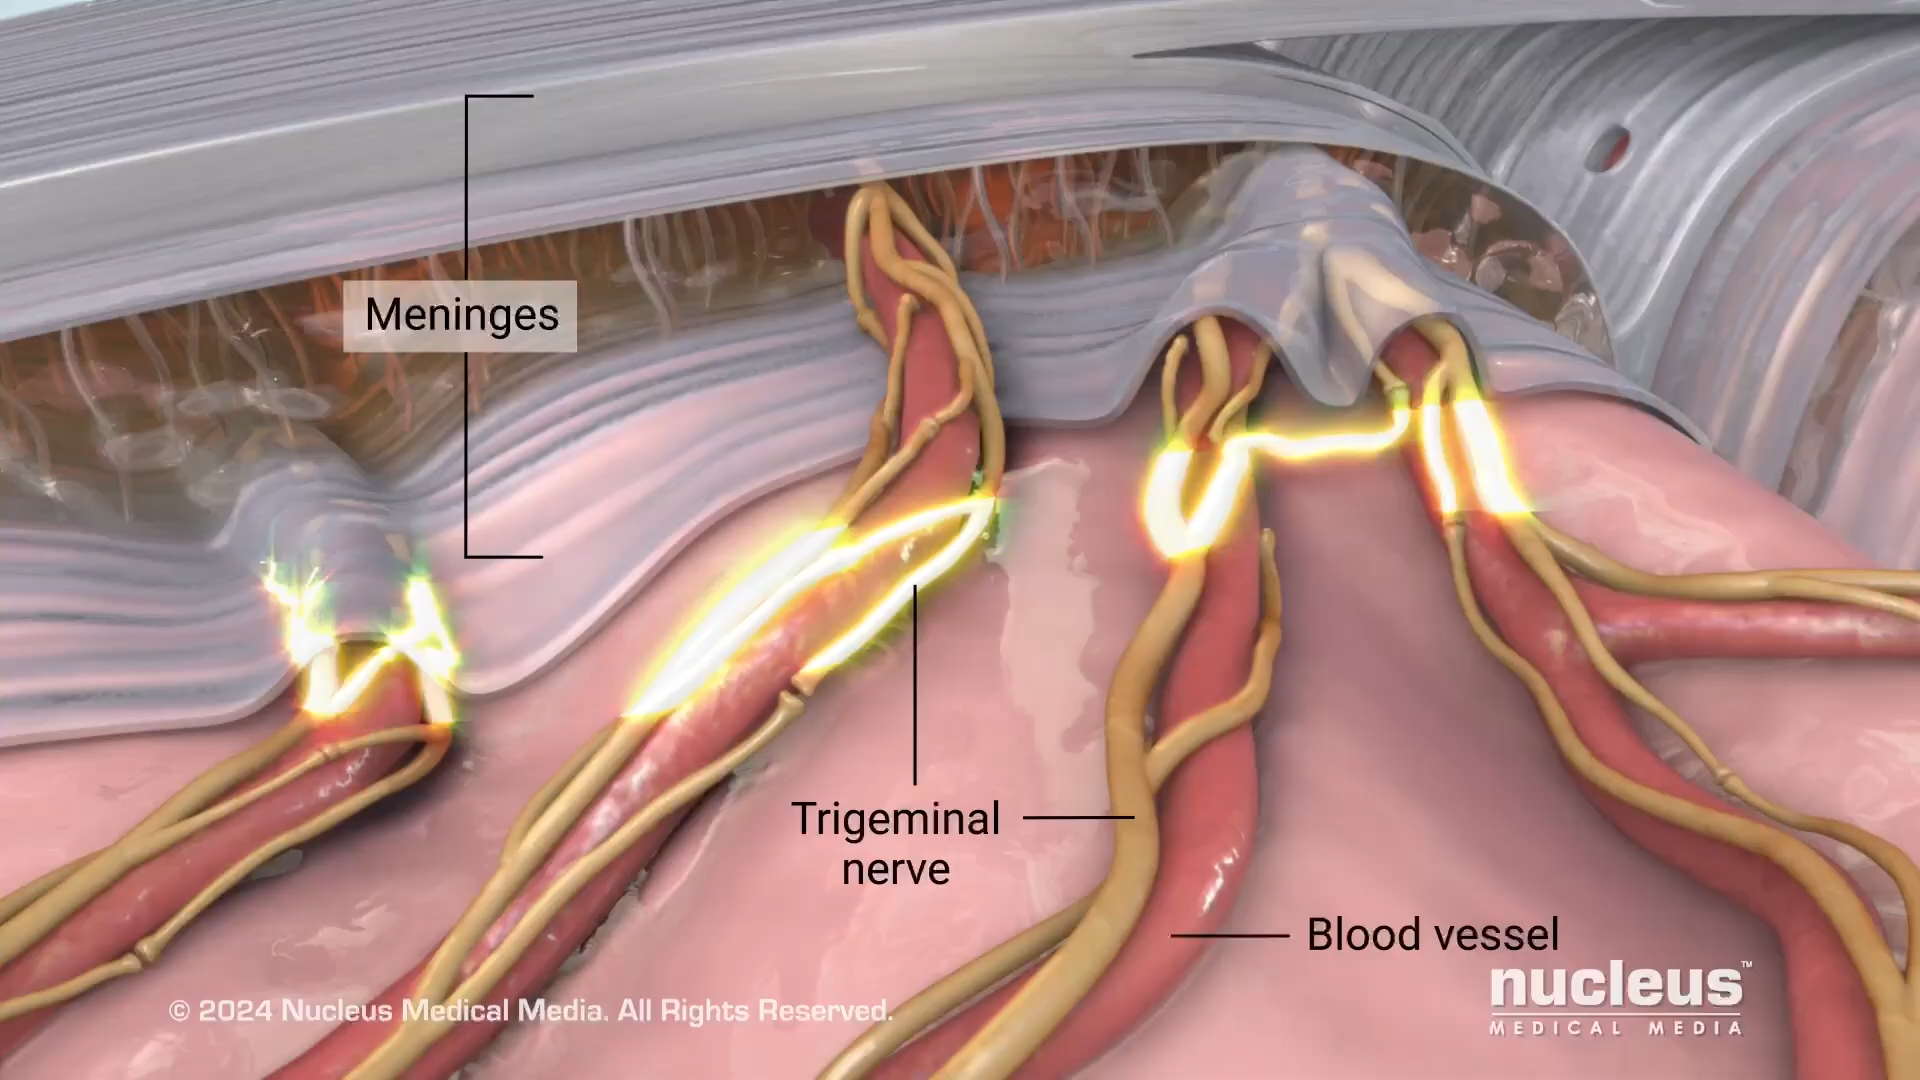 Meninges
Trigeminal
nerve
Blood vessel
nucleus™
MEDICAL MEDIA
© 2024 Nucleus Medical Media. All Rights Reserved.